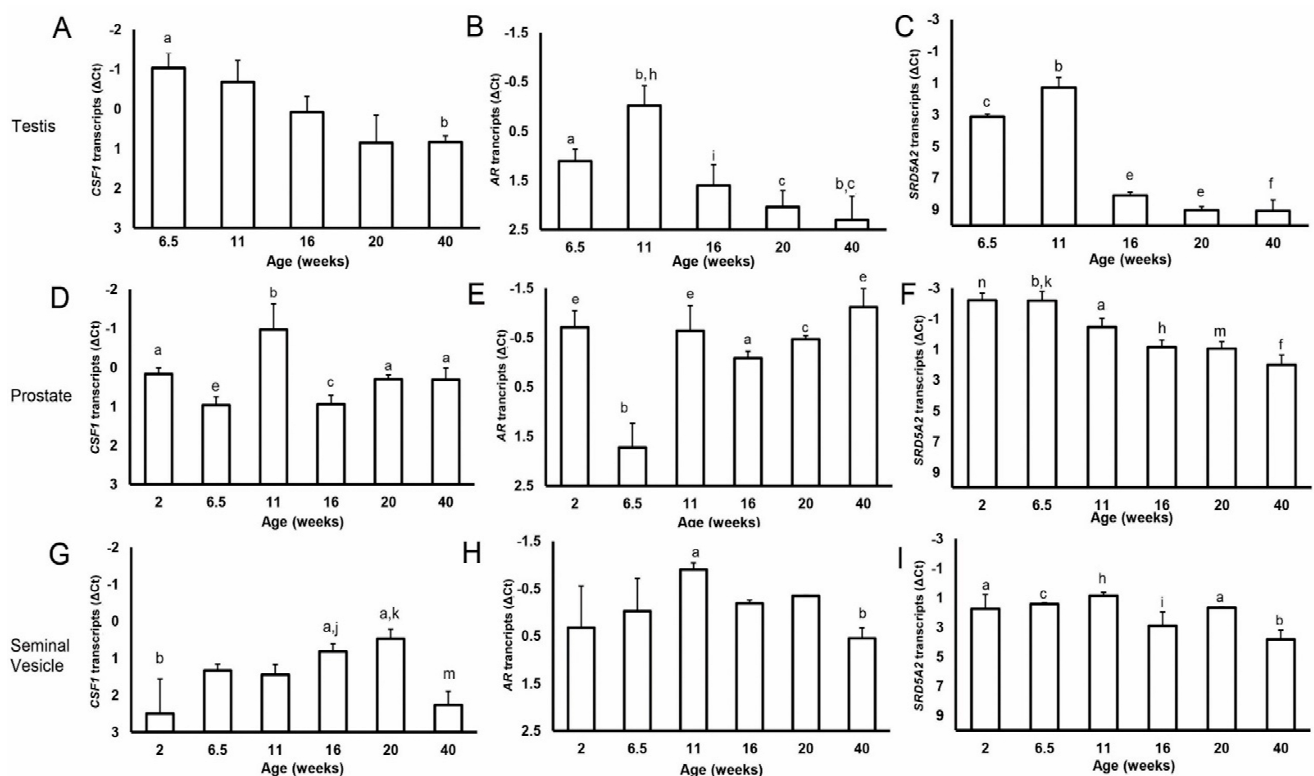 A
CSF1 transcripts (ΔCt)
-2
-1
0
1
2
3
a
b
6.5 11 16 20 40
Age (weeks)
B
AR trancripts (ΔCt)
-1.5
-0.5
0.5
1.5
2.5
a
b,h
i
c
b,c
6.5 11 16 20 40
Age (weeks)
C
SRD5A2 transcripts (ΔCt)
-3
-1
1
3
5
7
9
c
b
e
e
f
6.5 11 16 20 40
Age (weeks)
Testis
D
CSF1 transcripts (ΔCt)
-2
-1
0
1
2
3
a
e
b
c
a
a
2 6.5 11 16 20 40
Age (weeks)
E
AR trancripts (ΔCt)
-1.5
-0.5
0.5
1.5
2.5
e
b
e
a
c
e
2 6.5 11 16 20 40
Age (weeks)
F
SRD5A2 transcripts (ΔCt)
-3
-1
1
3
5
7
9
n
b,k
a
h
m
f
2 6.5 11 16 20 40
Age (weeks)
Prostate
G
CSF1 transcripts (ΔCt)
-2
-1
0
1
2
3
b
a,j
a,k
m
2 6.5 11 16 20 40
Age (weeks)
H
AR trancripts (ΔCt)
-1.5
-0.5
0.5
1.5
2.5
a
b
2 6.5 11 16 20 40
Age (weeks)
I
SRD5A2 transcripts (ΔCt)
-3
-1
1
3
5
7
9
a
c
h
i
a
b
2 6.5 11 16 20 40
Age (weeks)
Seminal
Vesicle